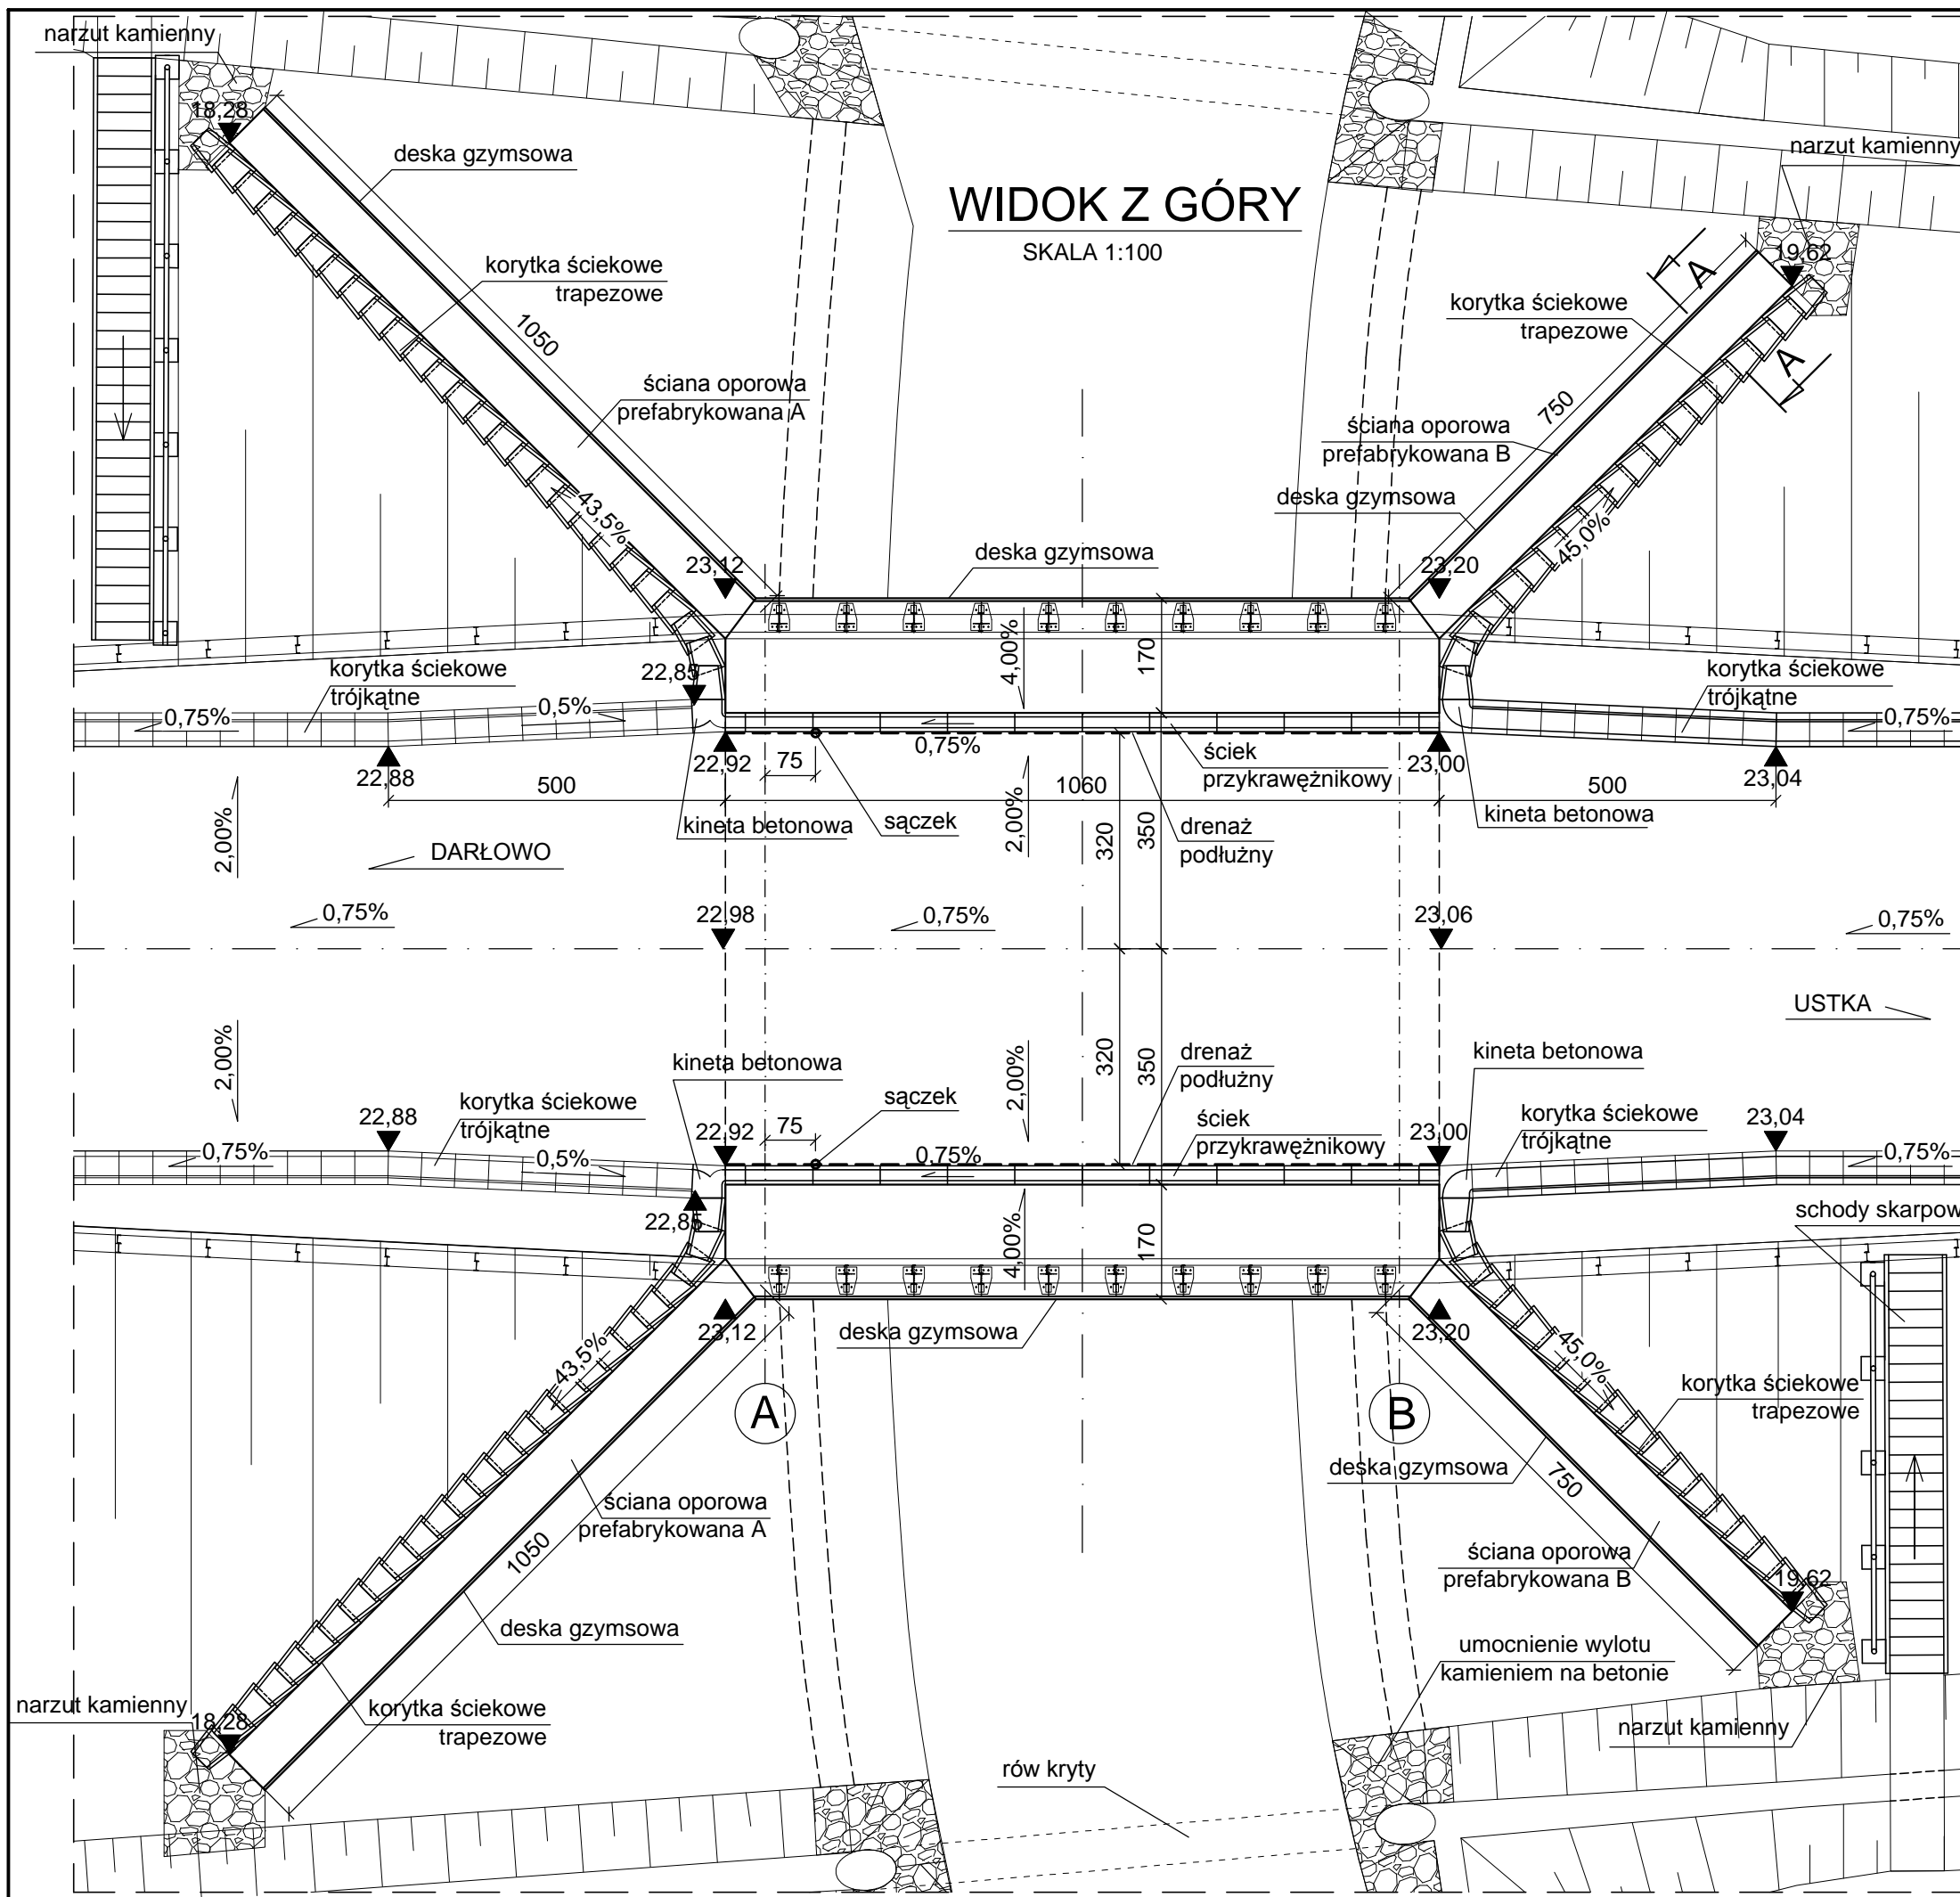 narzut kamienny
18,28
deska gzymsowa
WIDOK Z GÓRY
SKALA 1:100
narzut kamienny
19,62
A
korytka ściekowe
trapezowe
korytka ściekowe
trapezowe
A
1050
750
ściana oporowa
prefabrykowana A
ściana oporowa
prefabrykowana B
deska gzymsowa
43,5%
45,0%
23,12
deska gzymsowa
23,20
4,00%
170
korytka ściekowe
trójkątne
22,85
korytka ściekowe
trójkątne
0,75%
0,5%
0,75%
0,75%
22,88
22,92
75
ściek
przykrawężnikowy
23,00
23,04
500
1060
500
2,00%
kineta betonowa
sączek
2,00%
320
350
drenaż
podłużny
kineta betonowa
DARŁOWO
0,75%
22,98
0,75%
23,06
0,75%
USTKA
2,00%
kineta betonowa
2,00%
320
350
drenaż
podłużny
kineta betonowa
korytka ściekowe
trójkątne
22,88
sączek
22,92
75
ściek
przykrawężnikowy
23,00
korytka ściekowe
trójkątne
23,04
0,75%
0,5%
0,75%
0,75%
22,85
4,00%
170
schody skarpow
23,12
deska gzymsowa
23,20
43,5%
45,0%
A
B
korytka ściekowe
trapezowe
deska gzymsowa
750
ściana oporowa
prefabrykowana A
1050
ściana oporowa
prefabrykowana B
19,62
deska gzymsowa
umocnienie wylotu
kamieniem na betonie
narzut kamienny
18,28
korytka ściekowe
trapezowe
narzut kamienny
rów kryty